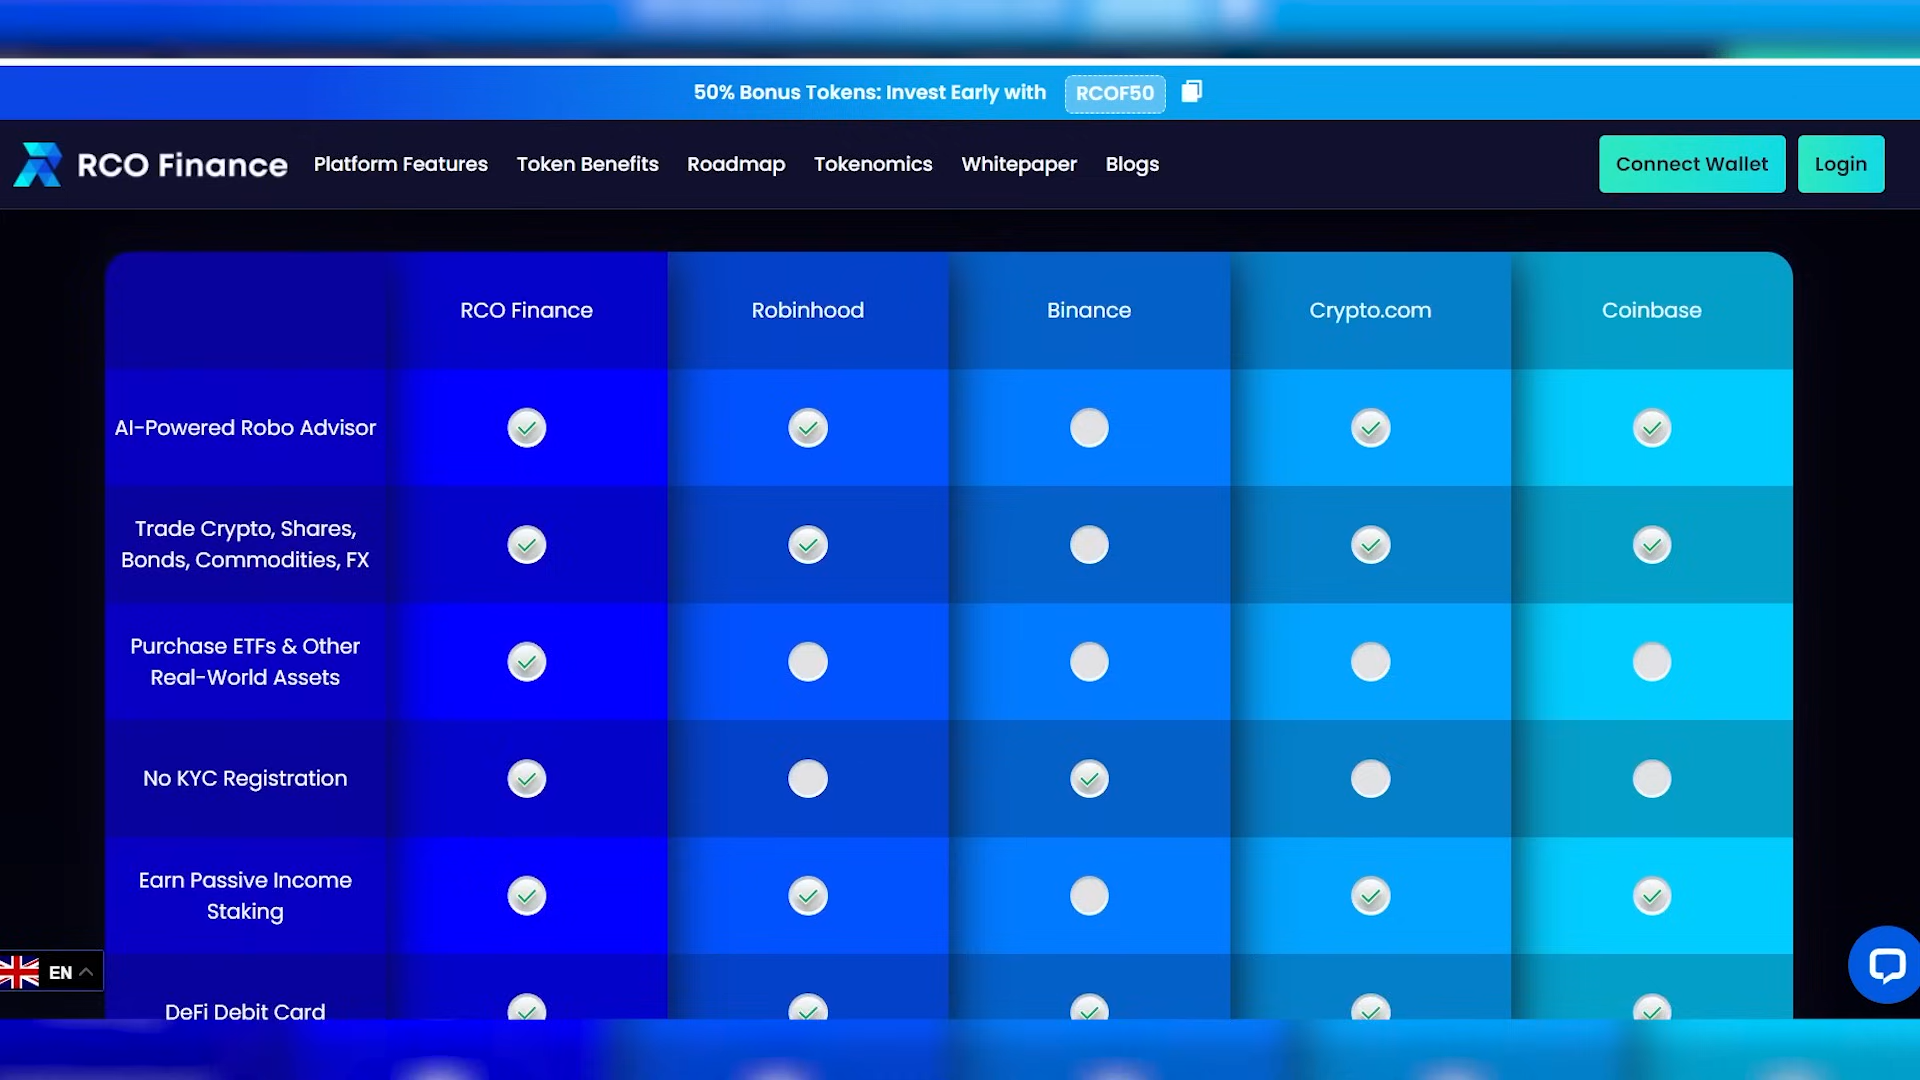 50% Bonus Tokens: Invest Early with RCOF50
RCO Finance Platform Features Token Benefits Roadmap Tokenomics Whitepaper Blogs Connect Wallet Login
RCO Finance Robinhood Binance Crypto.com Coinbase
AI-Powered Robo Advisor
Trade Crypto, Shares,
Bonds, Commodities, FX
Purchase ETFs & Other
Real-World Assets
No KYC Registration
Earn Passive Income
Staking
EN
DeFi Debit Card